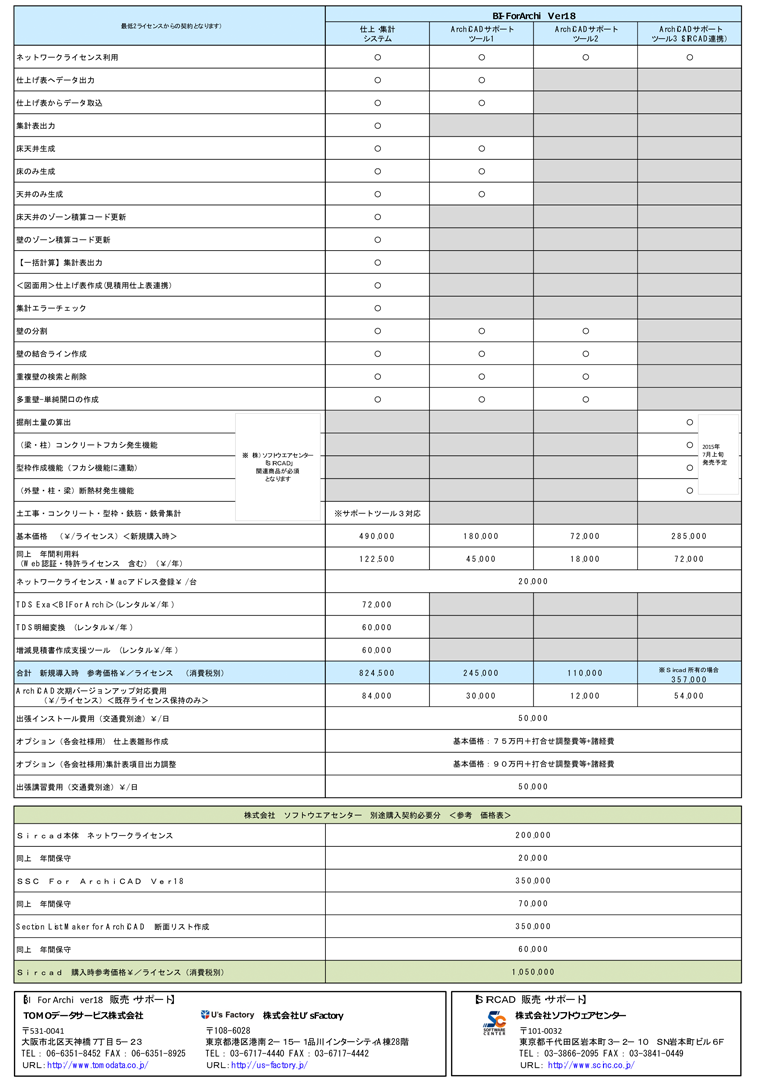 最低2ライセンスからの契約となります）
BI-ForArchi Ver18
仕上・集計システム ArchiCADサポートツール1 ArchiCADサポートツール2 ArchiCADサポートツール3 (SIRCAD連携)
ネットワークライセンス利用 ○ ○ ○ ○
仕上げ表へデータ出力 ○ ○
仕上げ表からデータ取込 ○ ○
集計表出力 ○
床天井生成 ○ ○
床のみ生成 ○ ○
天井のみ生成 ○ ○
床天井のゾーン積算コード更新 ○
壁のゾーン積算コード更新 ○
【一括計算】集計表出力 ○
＜図面用＞仕上げ表作成(見積用仕上表連携) ○
集計エラーチェック ○
壁の分割 ○ ○ ○
壁の結合ライン作成 ○ ○ ○
重複壁の検索と削除 ○ ○ ○
多重壁-単純開口の作成 ○ ○ ○
掘削土量の算出 ○
（梁・柱）コンクリートフカシ発生機能 ○
型枠作成機能（フカシ機能に連動） ○
（外壁・柱・梁）断熱材発生機能 ○
※ 株）ソフトウエアセンター
『SIRCAD』
関連商品が必須
となります
2015年
7月上旬
発売予定
土工事・コンクリート・型枠・鉄筋・鉄骨集計 ※サポートツール３対応
基本価格　（￥/ライセンス）＜新規購入時＞ 490,000 180,000 72,000 285,000
同上　年間利用料
（Web認証・特許ライセンス　含む）（￥/年） 122,500 45,000 18,000 72,000
ネットワークライセンス・Macアドレス登録￥ /台 20,000
TDS Exa＜BI For Archi＞(レンタル￥/年） 72,000
TDS明細変換　(レンタル￥/年） 60,000
増減見積書作成支援ツール　(レンタル￥/年） 60,000
合計　新規導入時　参考価格￥／ライセンス　（消費税別） 824,500 245,000 110,000 ※Sircad 所有の場合 357,000
ArchiCAD 次期バージョンアップ対応費用
（￥/ライセンス）＜既存ライセンス保持のみ＞ 84,000 30,000 12,000 54,000
出張インストール費用（交通費別途）￥/日 50,000
オプション（各会社様用）　仕上表雛形作成 基本価格：７５万円＋打合せ調整費等+諸経費
オプション（各会社様用)集計表項目出力調整 基本価格：９０万円＋打合せ調整費等+諸経費
出張講習費用（交通費別途）￥/日 50,000
株式会社　ソフトウエアセンター　別途購入契約必要分　＜参考　価格表＞
Ｓｉｒｃａｄ本体　ネットワークライセンス 200,000
同上　年間保守 20,000
ＳＳＣ　Ｆｏｒ　ＡｒｃｈｉＣＡＤ　Ｖｅｒ18 350,000
同上　年間保守 70,000
Section List Maker for ArchiCAD　断面リスト作成 350,000
同上　年間保守 60,000
Ｓｉｒｃａｄ　購入時参考価格￥／ライセンス（消費税別） 1,050,000
【BI For Archi ver18 販売・サポート】
TOMOデータサービス株式会社
〒531-0041
大阪市北区天神橋７丁目５－２３
TEL： 06-6351-8452 FAX： 06-6351-8925
URL：http://www.tomodata.co.jp/
U's Factory 株式会社U'sFactory
〒108-6028
東京都港区港南２－１５－１品川インターシティA棟28階
TEL： 03-6717-4440 FAX： 03-6717-4442
URL：http://us-factory.jp/
【SIRCAD 販売・サポート】
SC SOFTWARE CENTER
株式会社ソフトウエアセンター
〒101-0032
東京都千代田区岩本町３－２－１０　SN岩本町ビル６F
TEL： 03-3866-2095 FAX： 03-3841-0449
URL： http://www.scinc.co.jp/